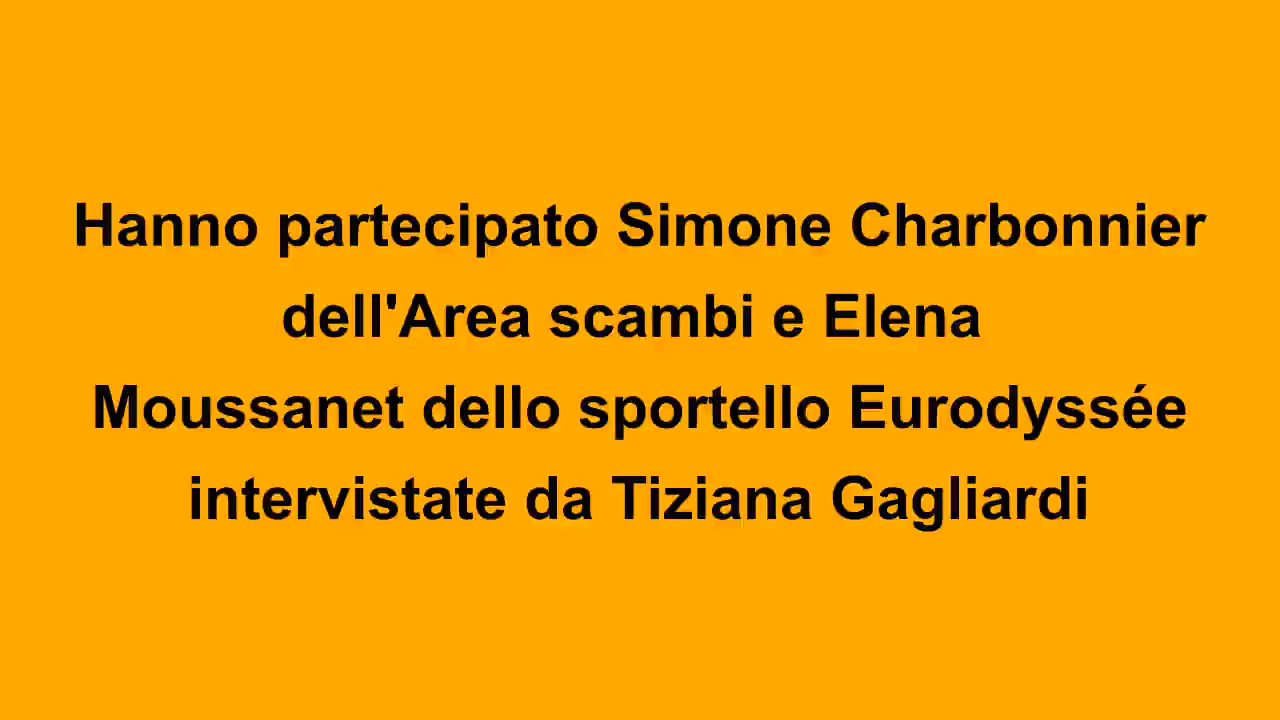 Hanno partecipato Simone Charbonnier
dell'Area scambi e Elena
Moussanet dello sportello Eurodyssée
intervistate da Tiziana Gagliardi